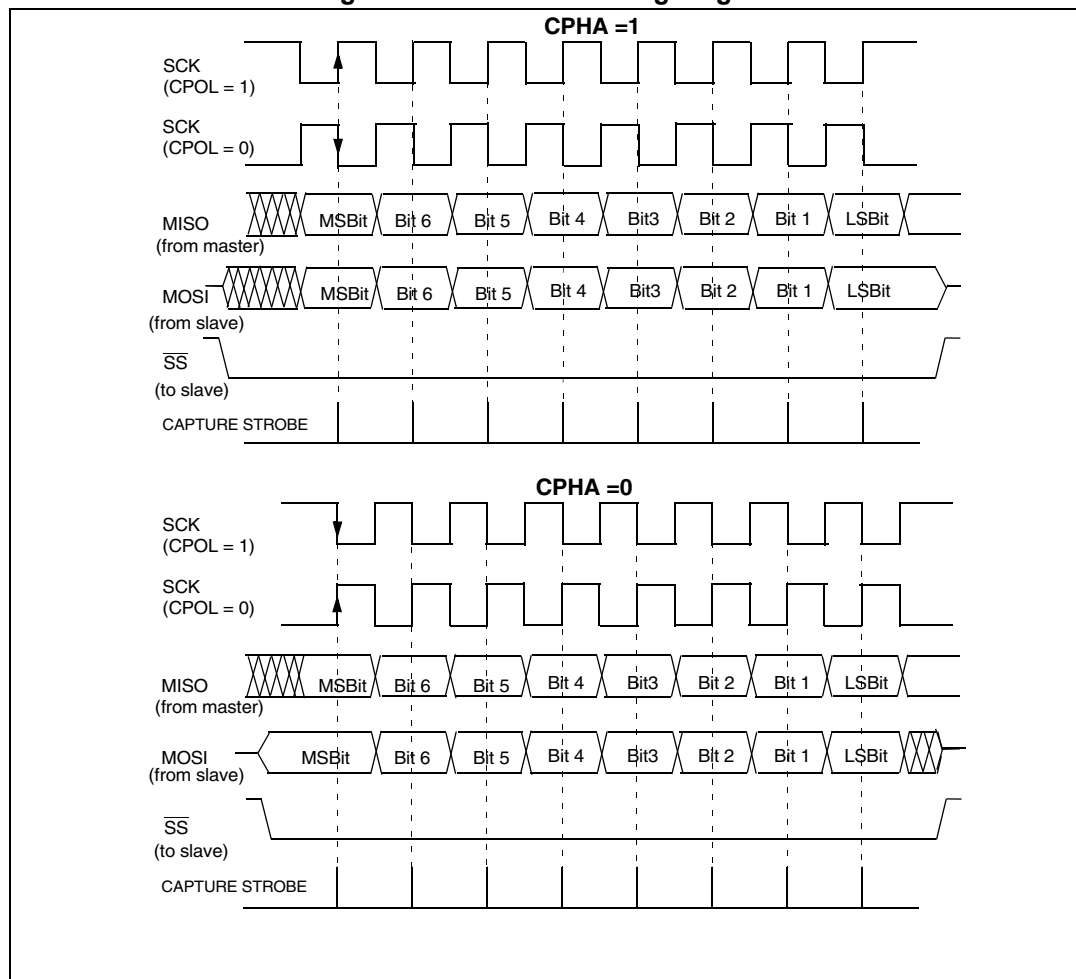 CPHA =1
SCK
(CPOL = 1)
SCK
(CPOL = 0)
MISO
(from master)
MSBit Bit 6 Bit 5 Bit 4 Bit3 Bit 2 Bit 1 LSBit
MOSI
(from slave)
MSBit Bit 6 Bit 5 Bit 4 Bit3 Bit 2 Bit 1 LSBit
SS
(to slave)
CAPTURE STROBE
CPHA =0
SCK
(CPOL = 1)
SCK
(CPOL = 0)
MISO
(from master)
MSBit Bit 6 Bit 5 Bit 4 Bit3 Bit 2 Bit 1 LSBit
MOSI
(from slave)
MSBit Bit 6 Bit 5 Bit 4 Bit3 Bit 2 Bit 1 LSBit
SS
(to slave)
CAPTURE STROBE